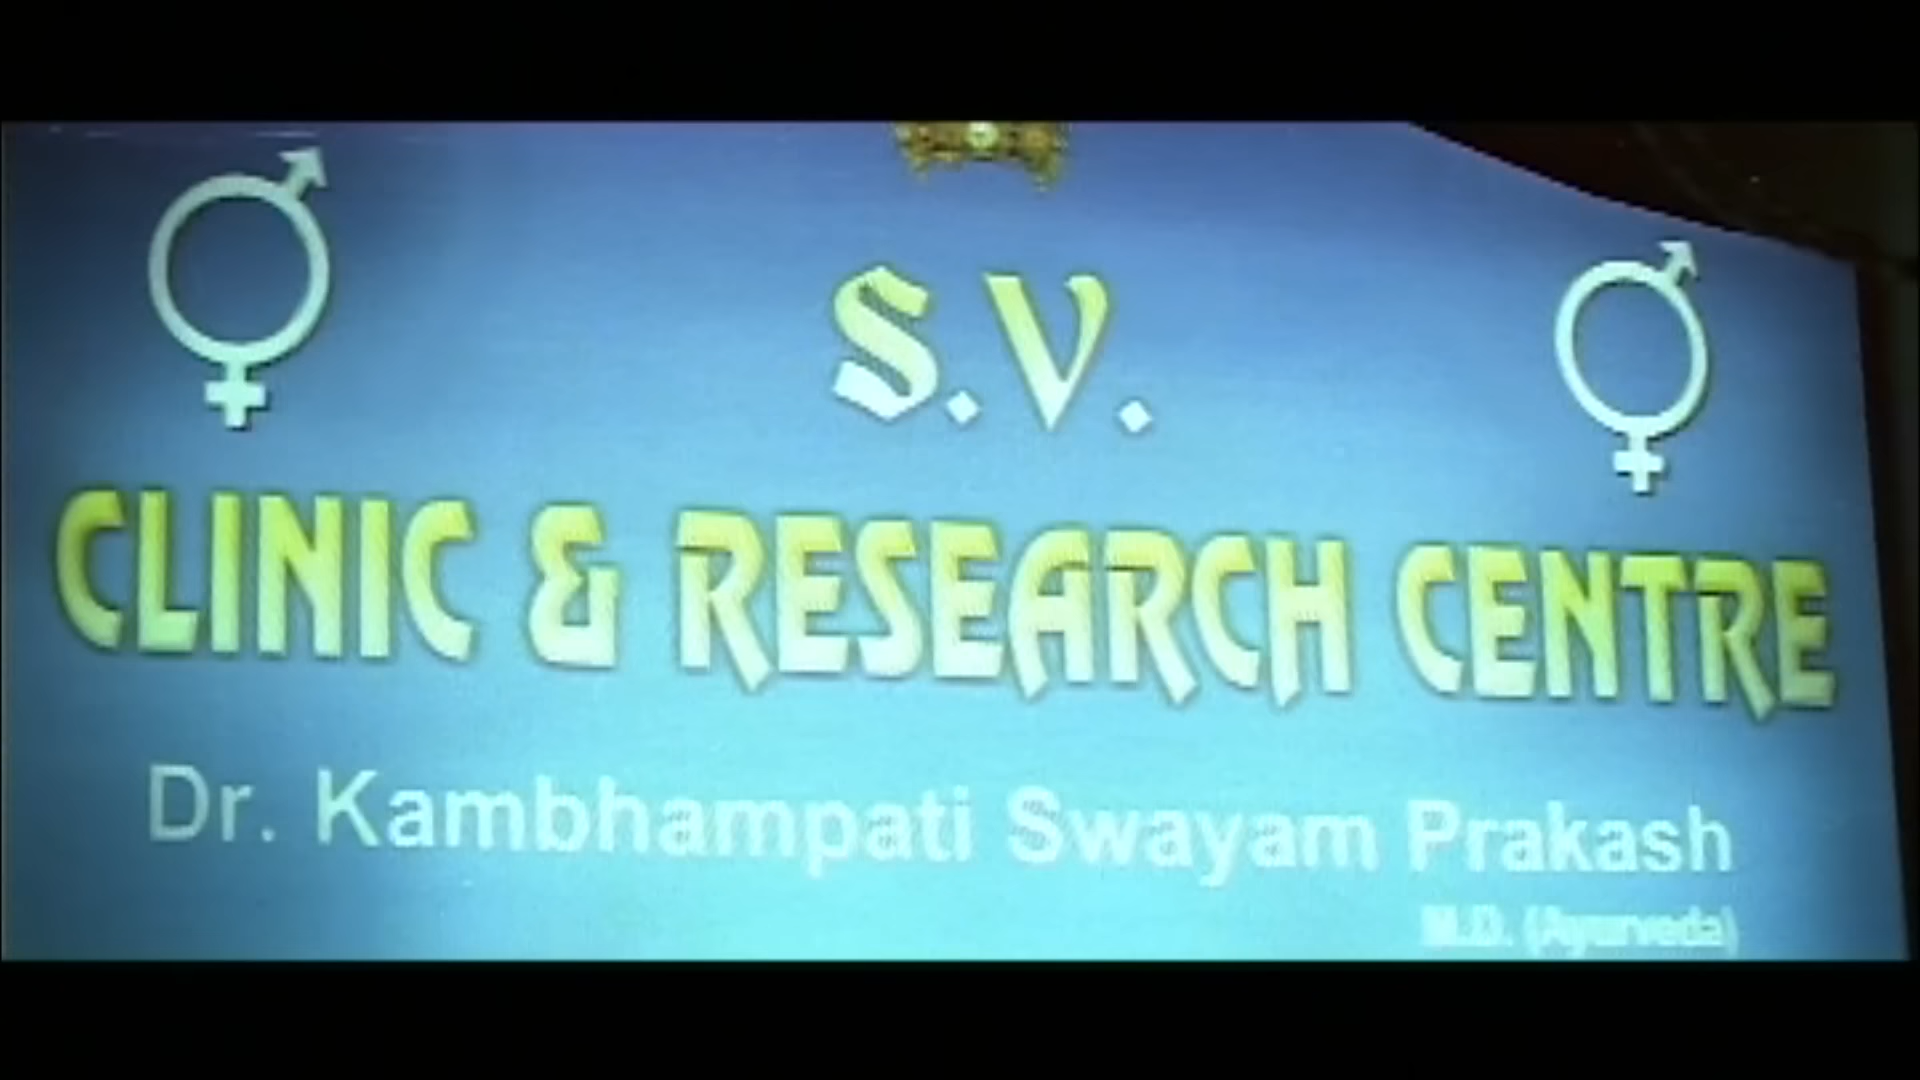 S.V.
CLINIC & RESEARCH CENTRE
Dr. Kambhampati Swayam Prakash
M.D. (Ayurveda)